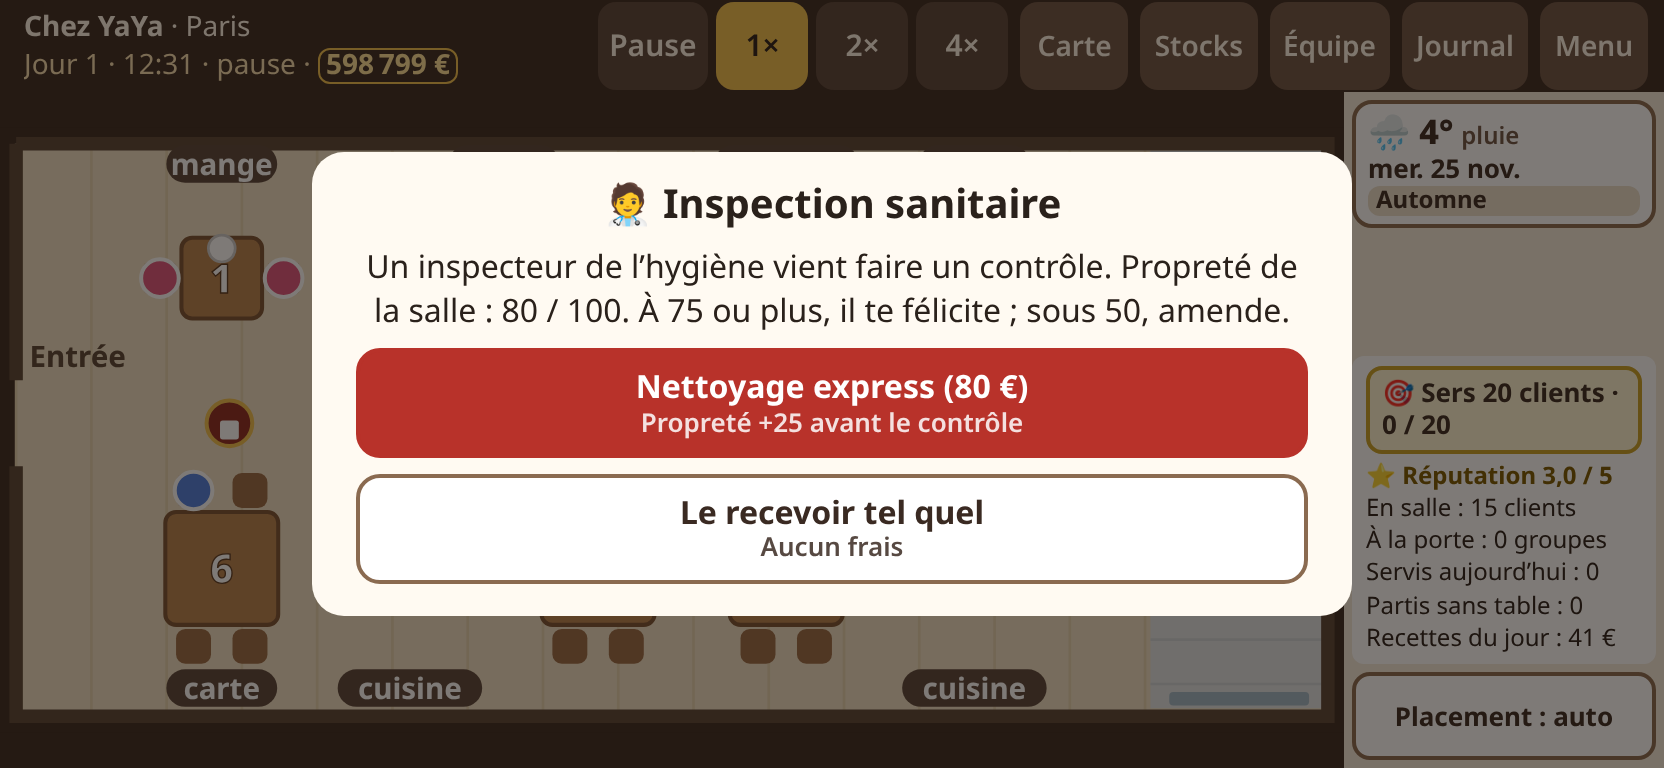 Chez YaYa · Paris
Jour 1 · 12:31 · pause · 598 799 €
Pause
1×
2×
4×
Carte
Stocks
Équipe
Journal
Menu
mange
1
Entrée
6
carte
cuisine
cuisine
🧑‍⚕️ Inspection sanitaire
Un inspecteur de l’hygiène vient faire un contrôle. Propreté de
la salle : 80 / 100. À 75 ou plus, il te félicite ; sous 50, amende.
Nettoyage express (80 €)
Propreté +25 avant le contrôle
Le recevoir tel quel
Aucun frais
🌧️ 4° pluie
mer. 25 nov.
Automne
🎯 Sers 20 clients ·
0 / 20
⭐ Réputation 3,0 / 5
En salle : 15 clients
À la porte : 0 groupes
Servis aujourd’hui : 0
Partis sans table : 0
Recettes du jour : 41 €
Placement : auto